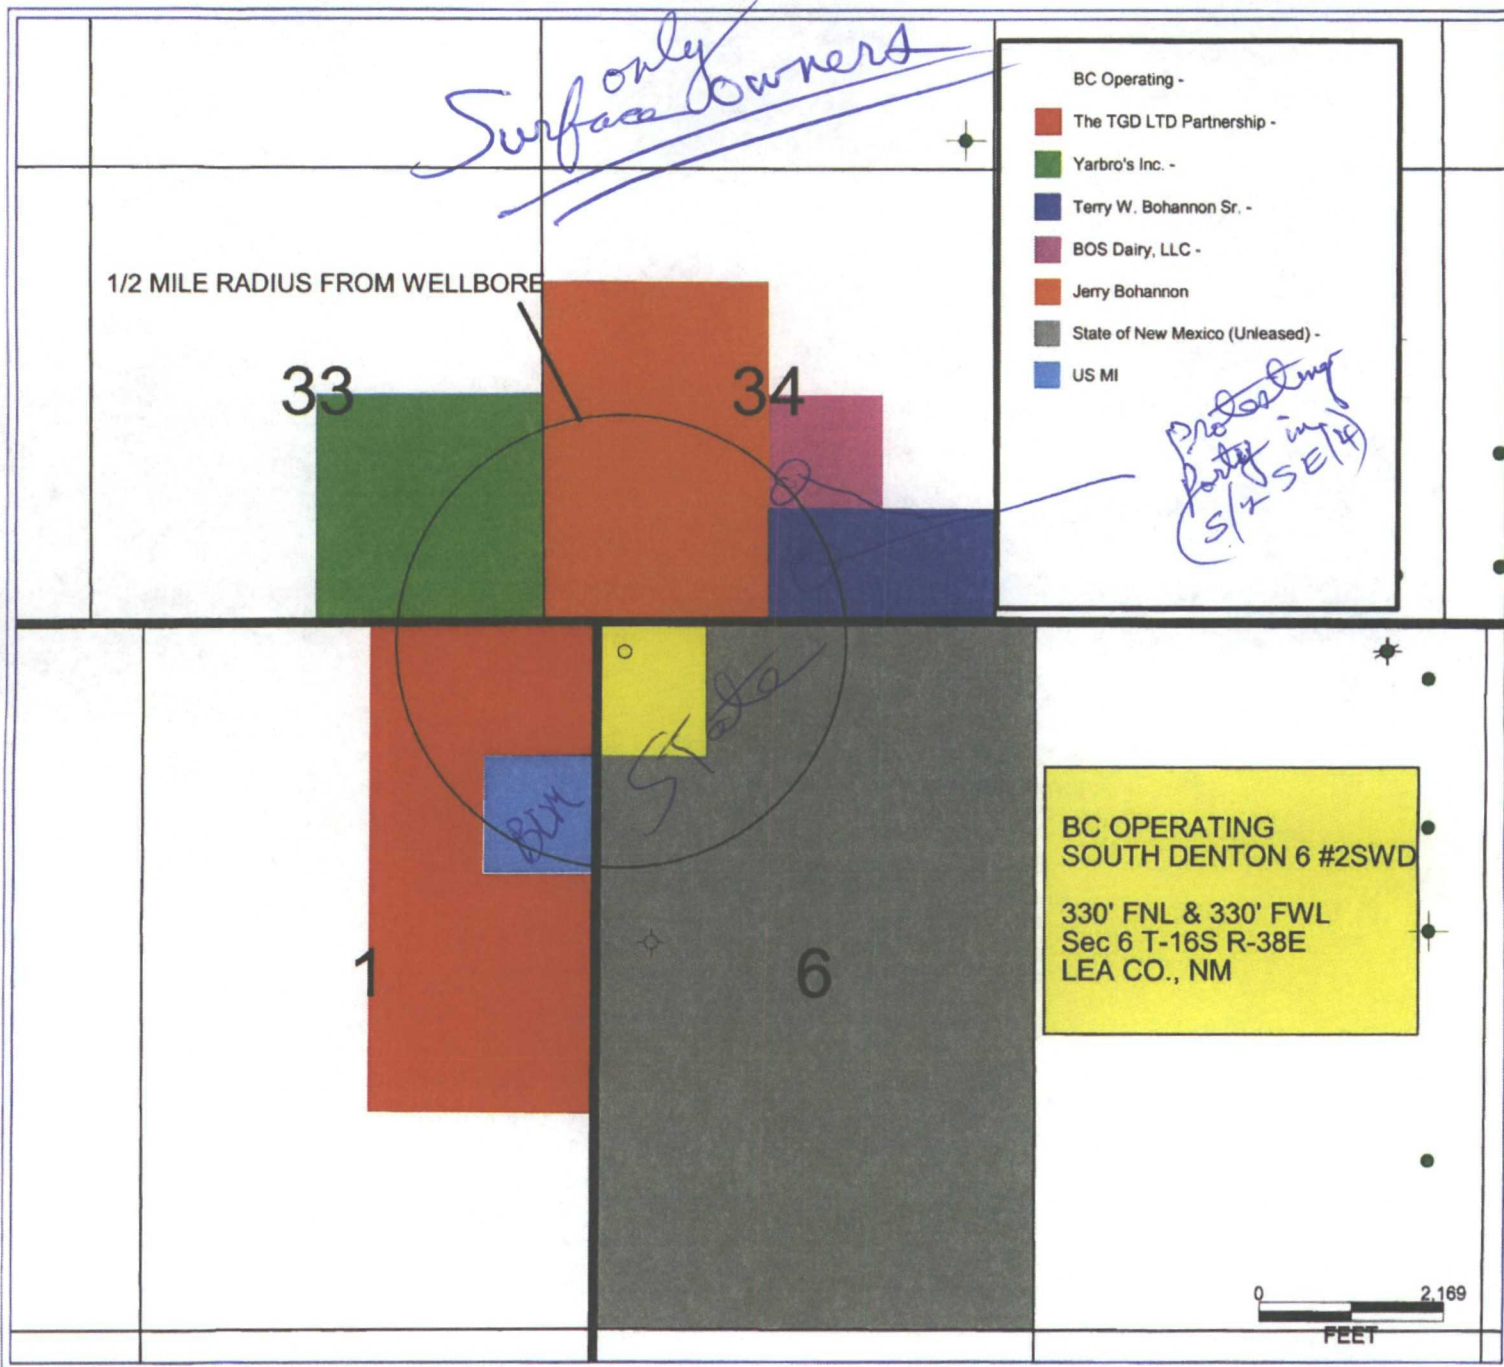 only
Surface owners
BC Operating -
The TGD LTD Partnership -
Yarbro's Inc. -
Terry W. Bohannon Sr. -
BOS Dairy, LLC -
Jerry Bohannon
State of New Mexico (Unleased) -
US MI
1/2 MILE RADIUS FROM WELLBORE
33
34
Protesting
Party in
(S/2 SE/4)
State
BLM
BC OPERATING
SOUTH DENTON 6 #2SWD
330' FNL & 330' FWL
Sec 6 T-16S R-38E
LEA CO., NM
1
6
0 2,169
FEET